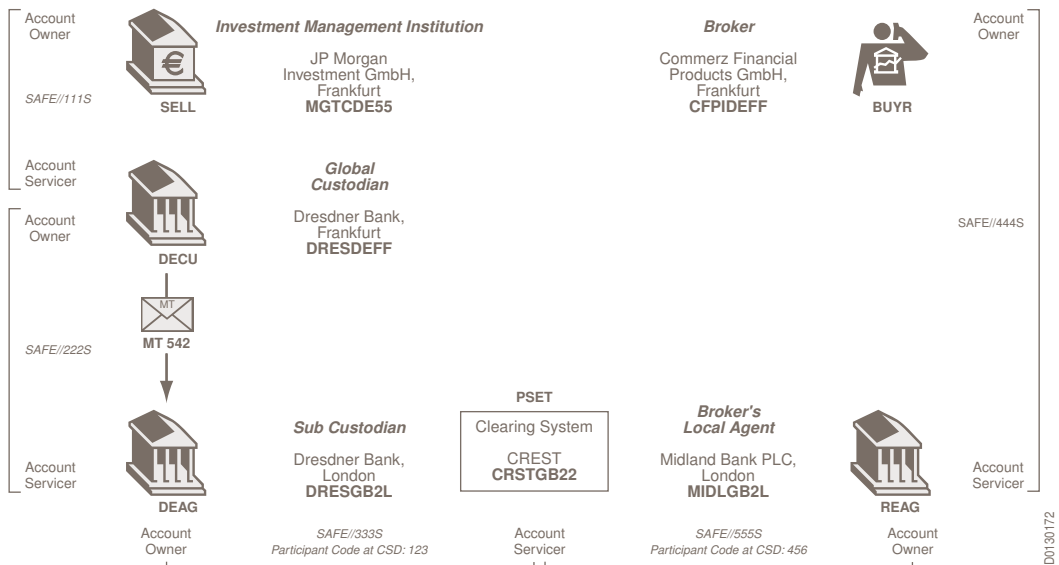 Account
Owner
SAFE//111S
€
SELL
Investment Management Institution
JP Morgan
Investment GmbH,
Frankfurt
MGTCDE55
Broker
Commerz Financial
Products GmbH,
Frankfurt
CFPIDEFF
BUYR
Account
Owner
Account
Servicer
Account
Owner
DECU
Global
Custodian
Dresdner Bank,
Frankfurt
DRESDEFF
SAFE//444S
MT
MT 542
SAFE//222S
Account
Servicer
DEAG
Sub Custodian
Dresdner Bank,
London
DRESGB2L
PSET
Clearing System
CREST
CRSTGB22
Broker's
Local Agent
Midland Bank PLC,
London
MIDLGB2L
REAG
Account
Servicer
Account
Owner
SAFE//333S
Participant Code at CSD: 123
Account
Servicer
SAFE//555S
Participant Code at CSD: 456
Account
Owner
D0130172